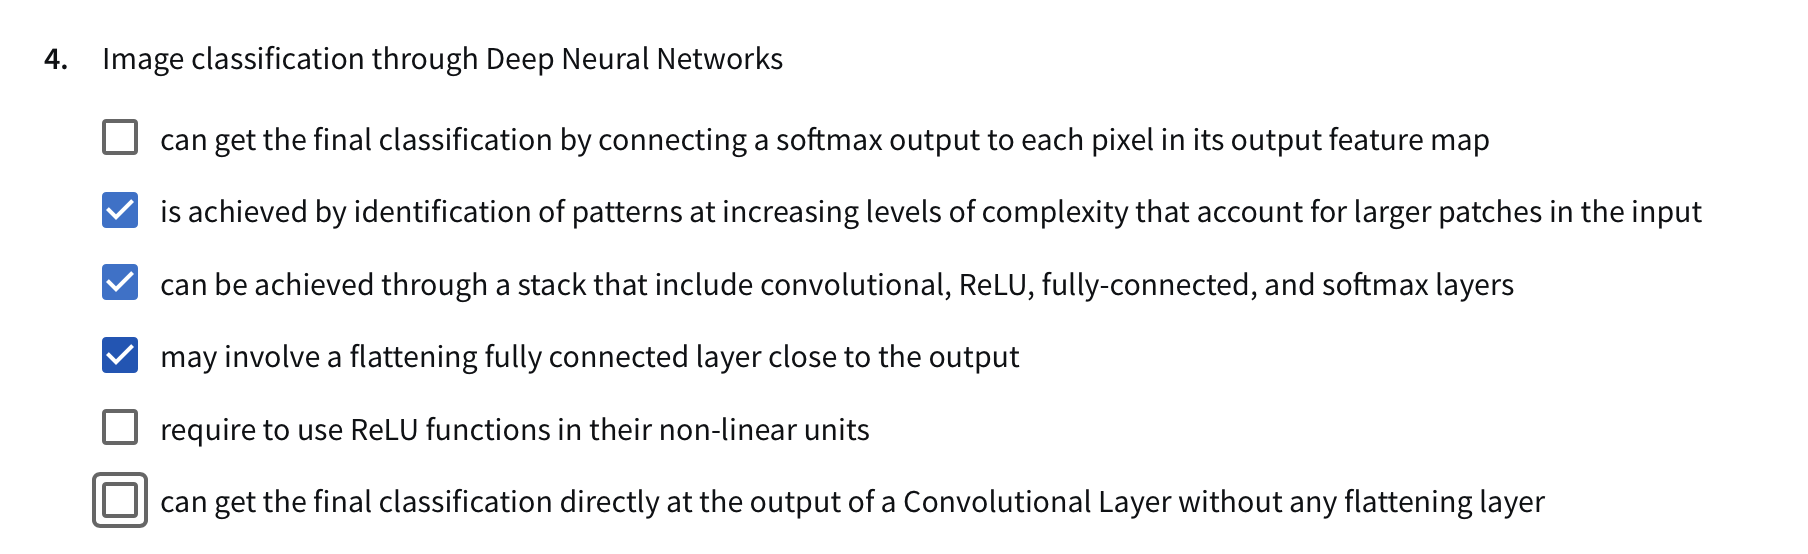 4. Image classification through Deep Neural Networks
can get the final classification by connecting a softmax output to each pixel in its output feature map
is achieved by identification of patterns at increasing levels of complexity that account for larger patches in the input
can be achieved through a stack that include convolutional, ReLU, fully-connected, and softmax layers
may involve a flattening fully connected layer close to the output
require to use ReLU functions in their non-linear units
can get the final classification directly at the output of a Convolutional Layer without any flattening layer